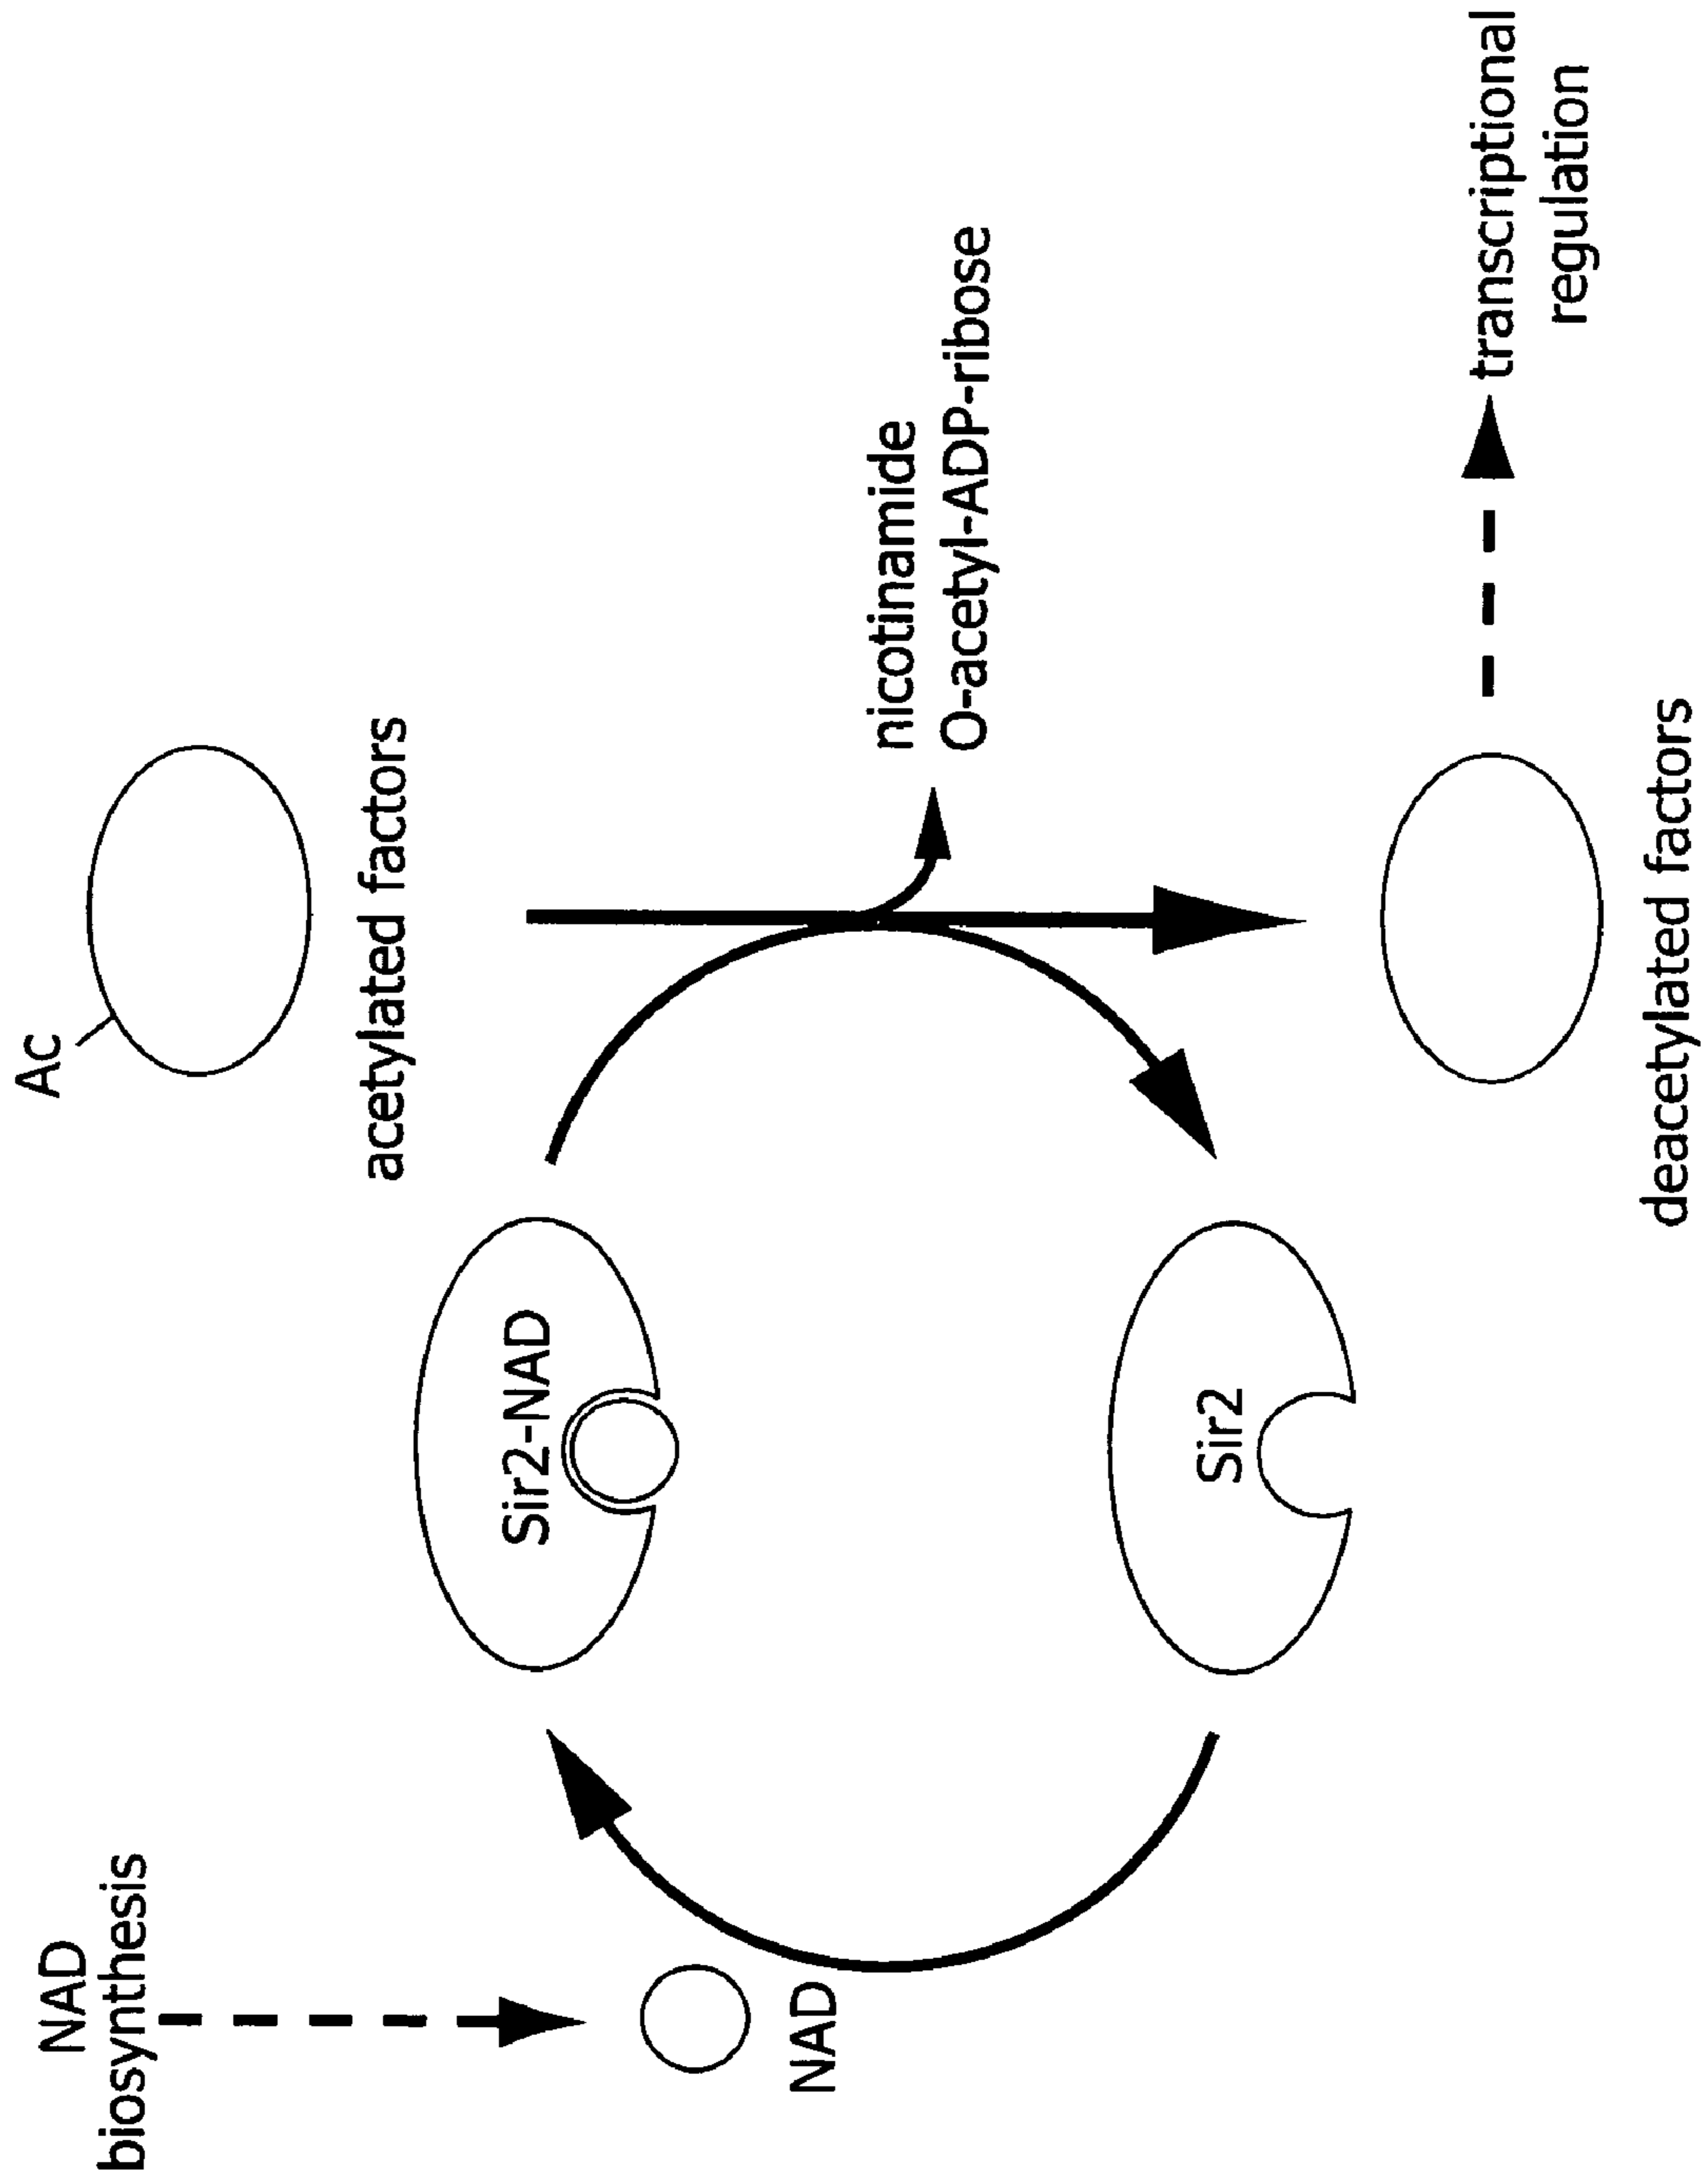 NAD
biosynthesis
NAD
Sir2-NAD
Sir2
Ac
acetylated factors
nicotinamide
O-acetyl-ADP-ribose
deacetylated factors
transcriptional
regulation